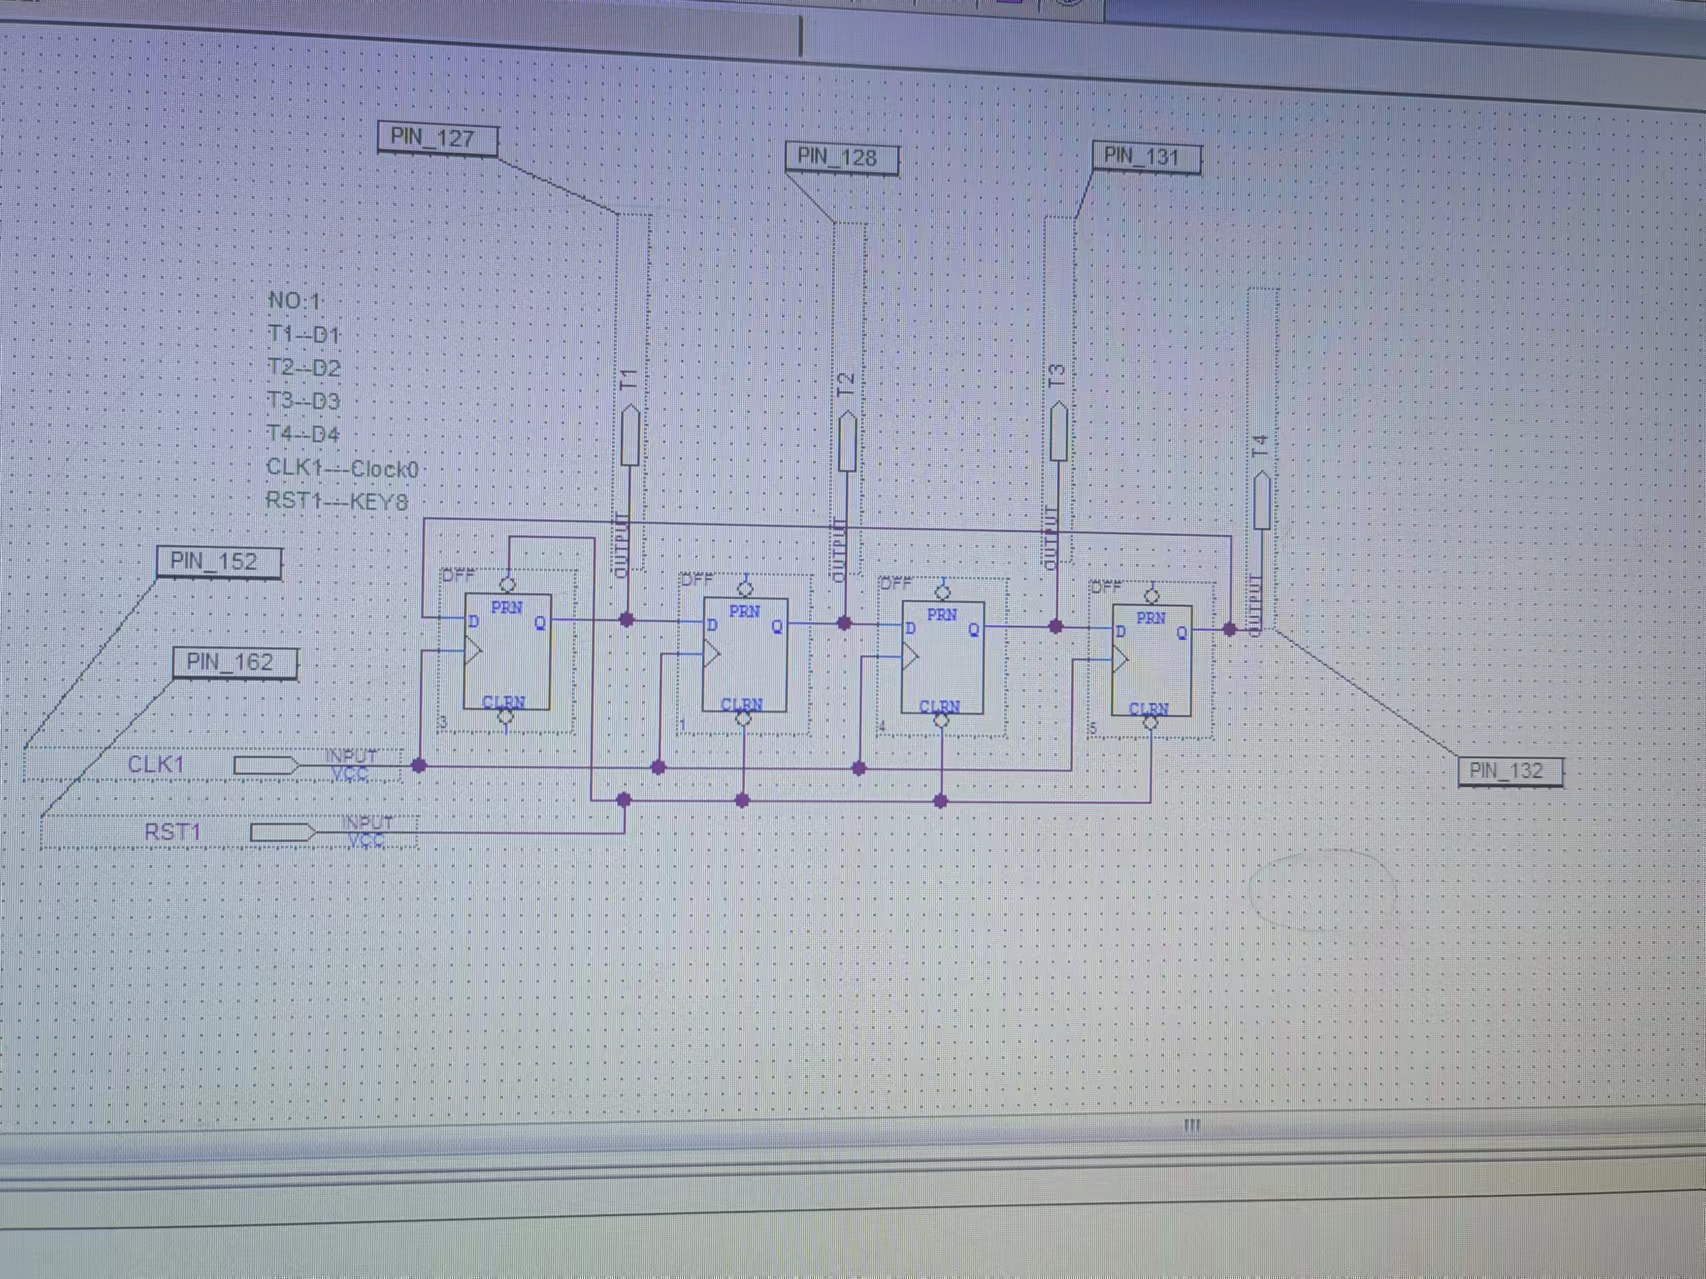 PIN_127
PIN_128
PIN_131
NO:1
T1--D1
T2--D2
T3--D3
T4--D4
CLK1---Clock0
RST1---KEY8
T1
T2
T3
T4
OUTPUT
OUTPUT
OUTPUT
OUTPUT
PIN_152
PIN_162
DFF
PRN
D
Q
CLRN
3
DFF
PRN
D
Q
CLRN
1
DFF
PRN
D
Q
CLRN
4
DFF
PRN
D
Q
CLRN
5
CLK1
INPUT
VCC
RST1
INPUT
VCC
PIN_132